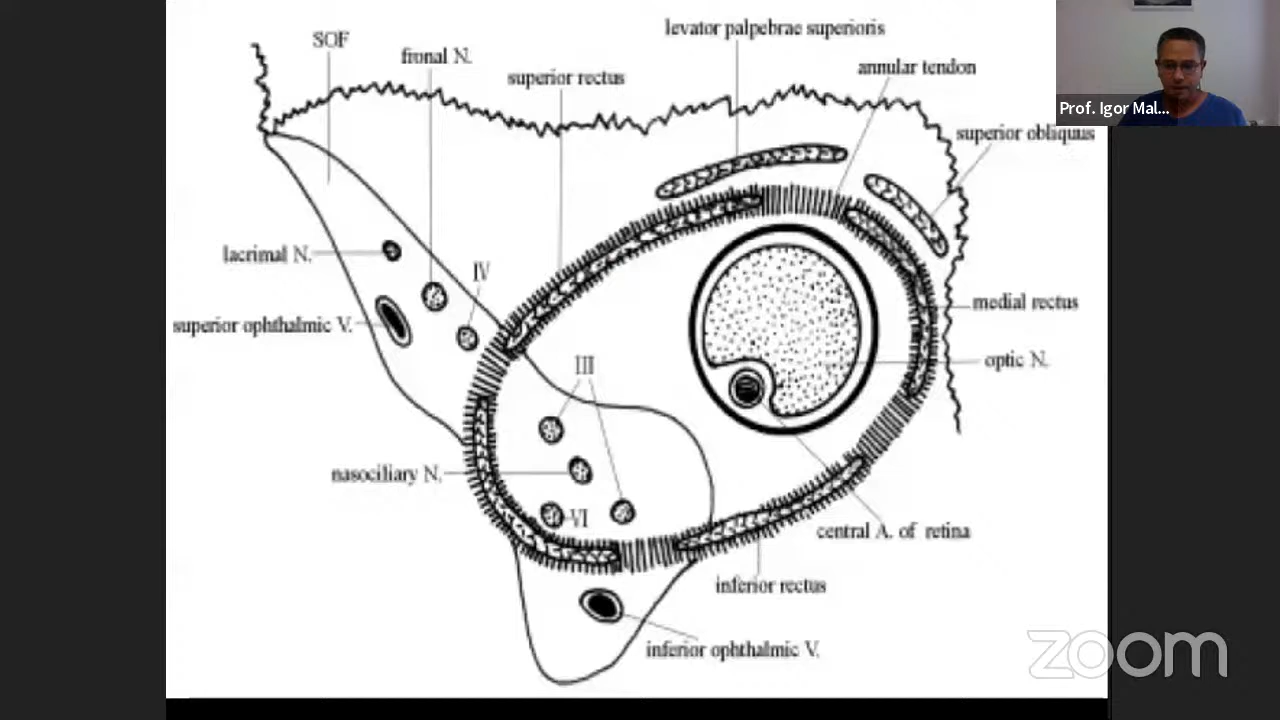 SOF
fronal N.
superior rectus
levator palpebrae superioris
annular tendon
Prof. Igor Mal...
superior obliquus
lacrimal N.
IV
superior ophthalmic V.
medial rectus
III
optic N.
nasociliary N.
VI
central A. of retina
inferior rectus
inferior ophthalmic V.
zoom